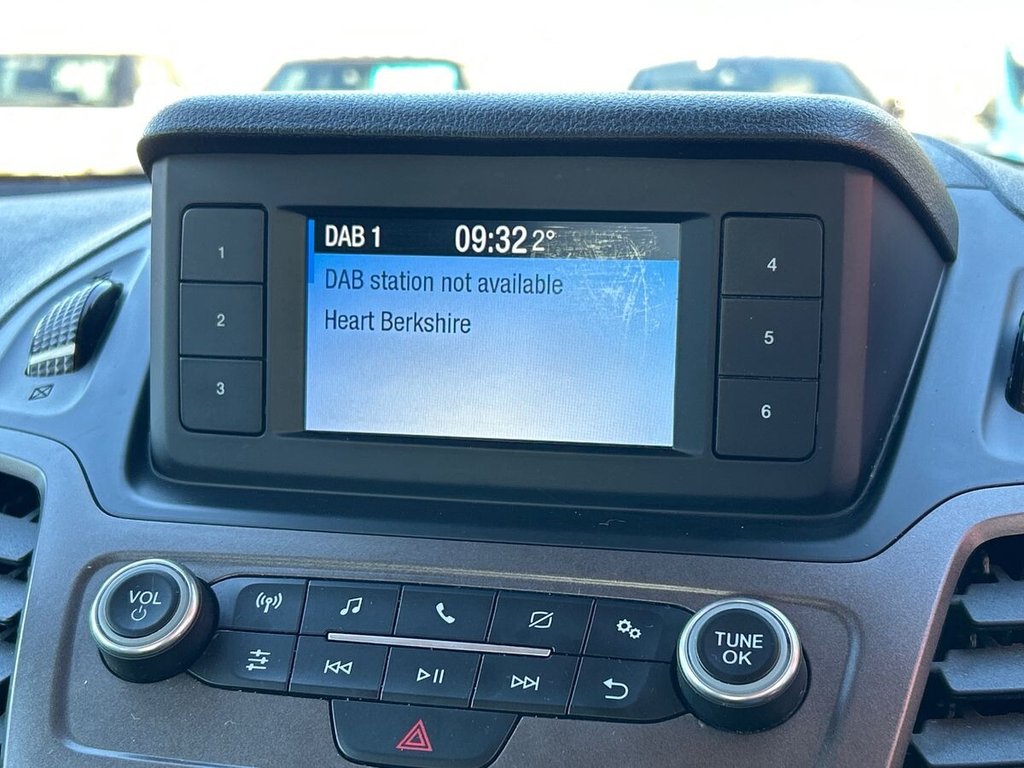 DAB 1 09:32 2°
DAB station not available
Heart Berkshire
1
2
3
4
5
6
VOL
TUNE
OK